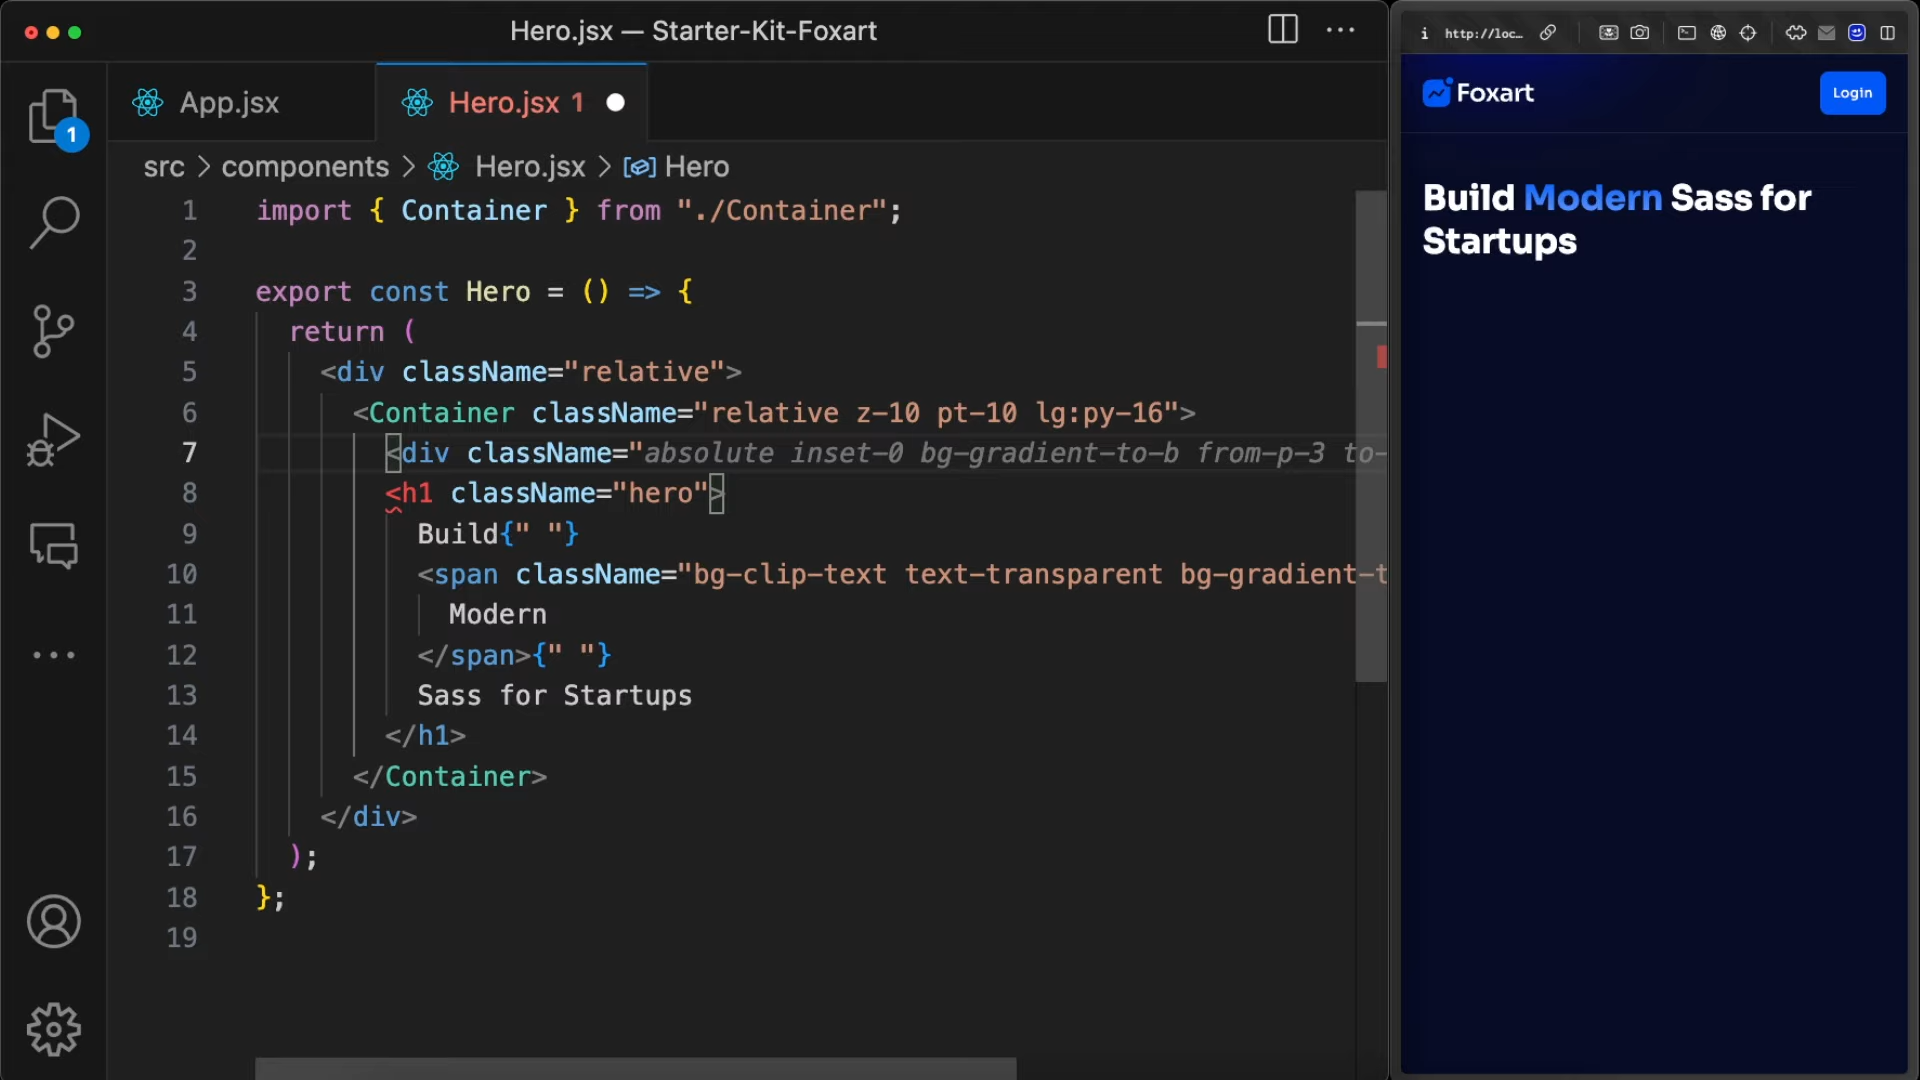 Hero.jsx — Starter-Kit-Foxart
App.jsx
Hero.jsx 1
1
src > components > Hero.jsx > Hero
1 import { Container } from "./Container";
2
3 export const Hero = () => {
4 return (
5 <div className="relative">
6 <Container className="relative z-10 pt-10 lg:py-16">
7 <div className="absolute inset-0 bg-gradient-to-b from-p-3 to-
8 <h1 className="hero">
9 Build{" "}
10 <span className="bg-clip-text text-transparent bg-gradient-t
11 Modern
12 </span>{" "}
13 Sass for Startups
14 </h1>
15 </Container>
16 </div>
17 );
18 };
19
http://loc…
Foxart
Login
Build Modern Sass for
Startups